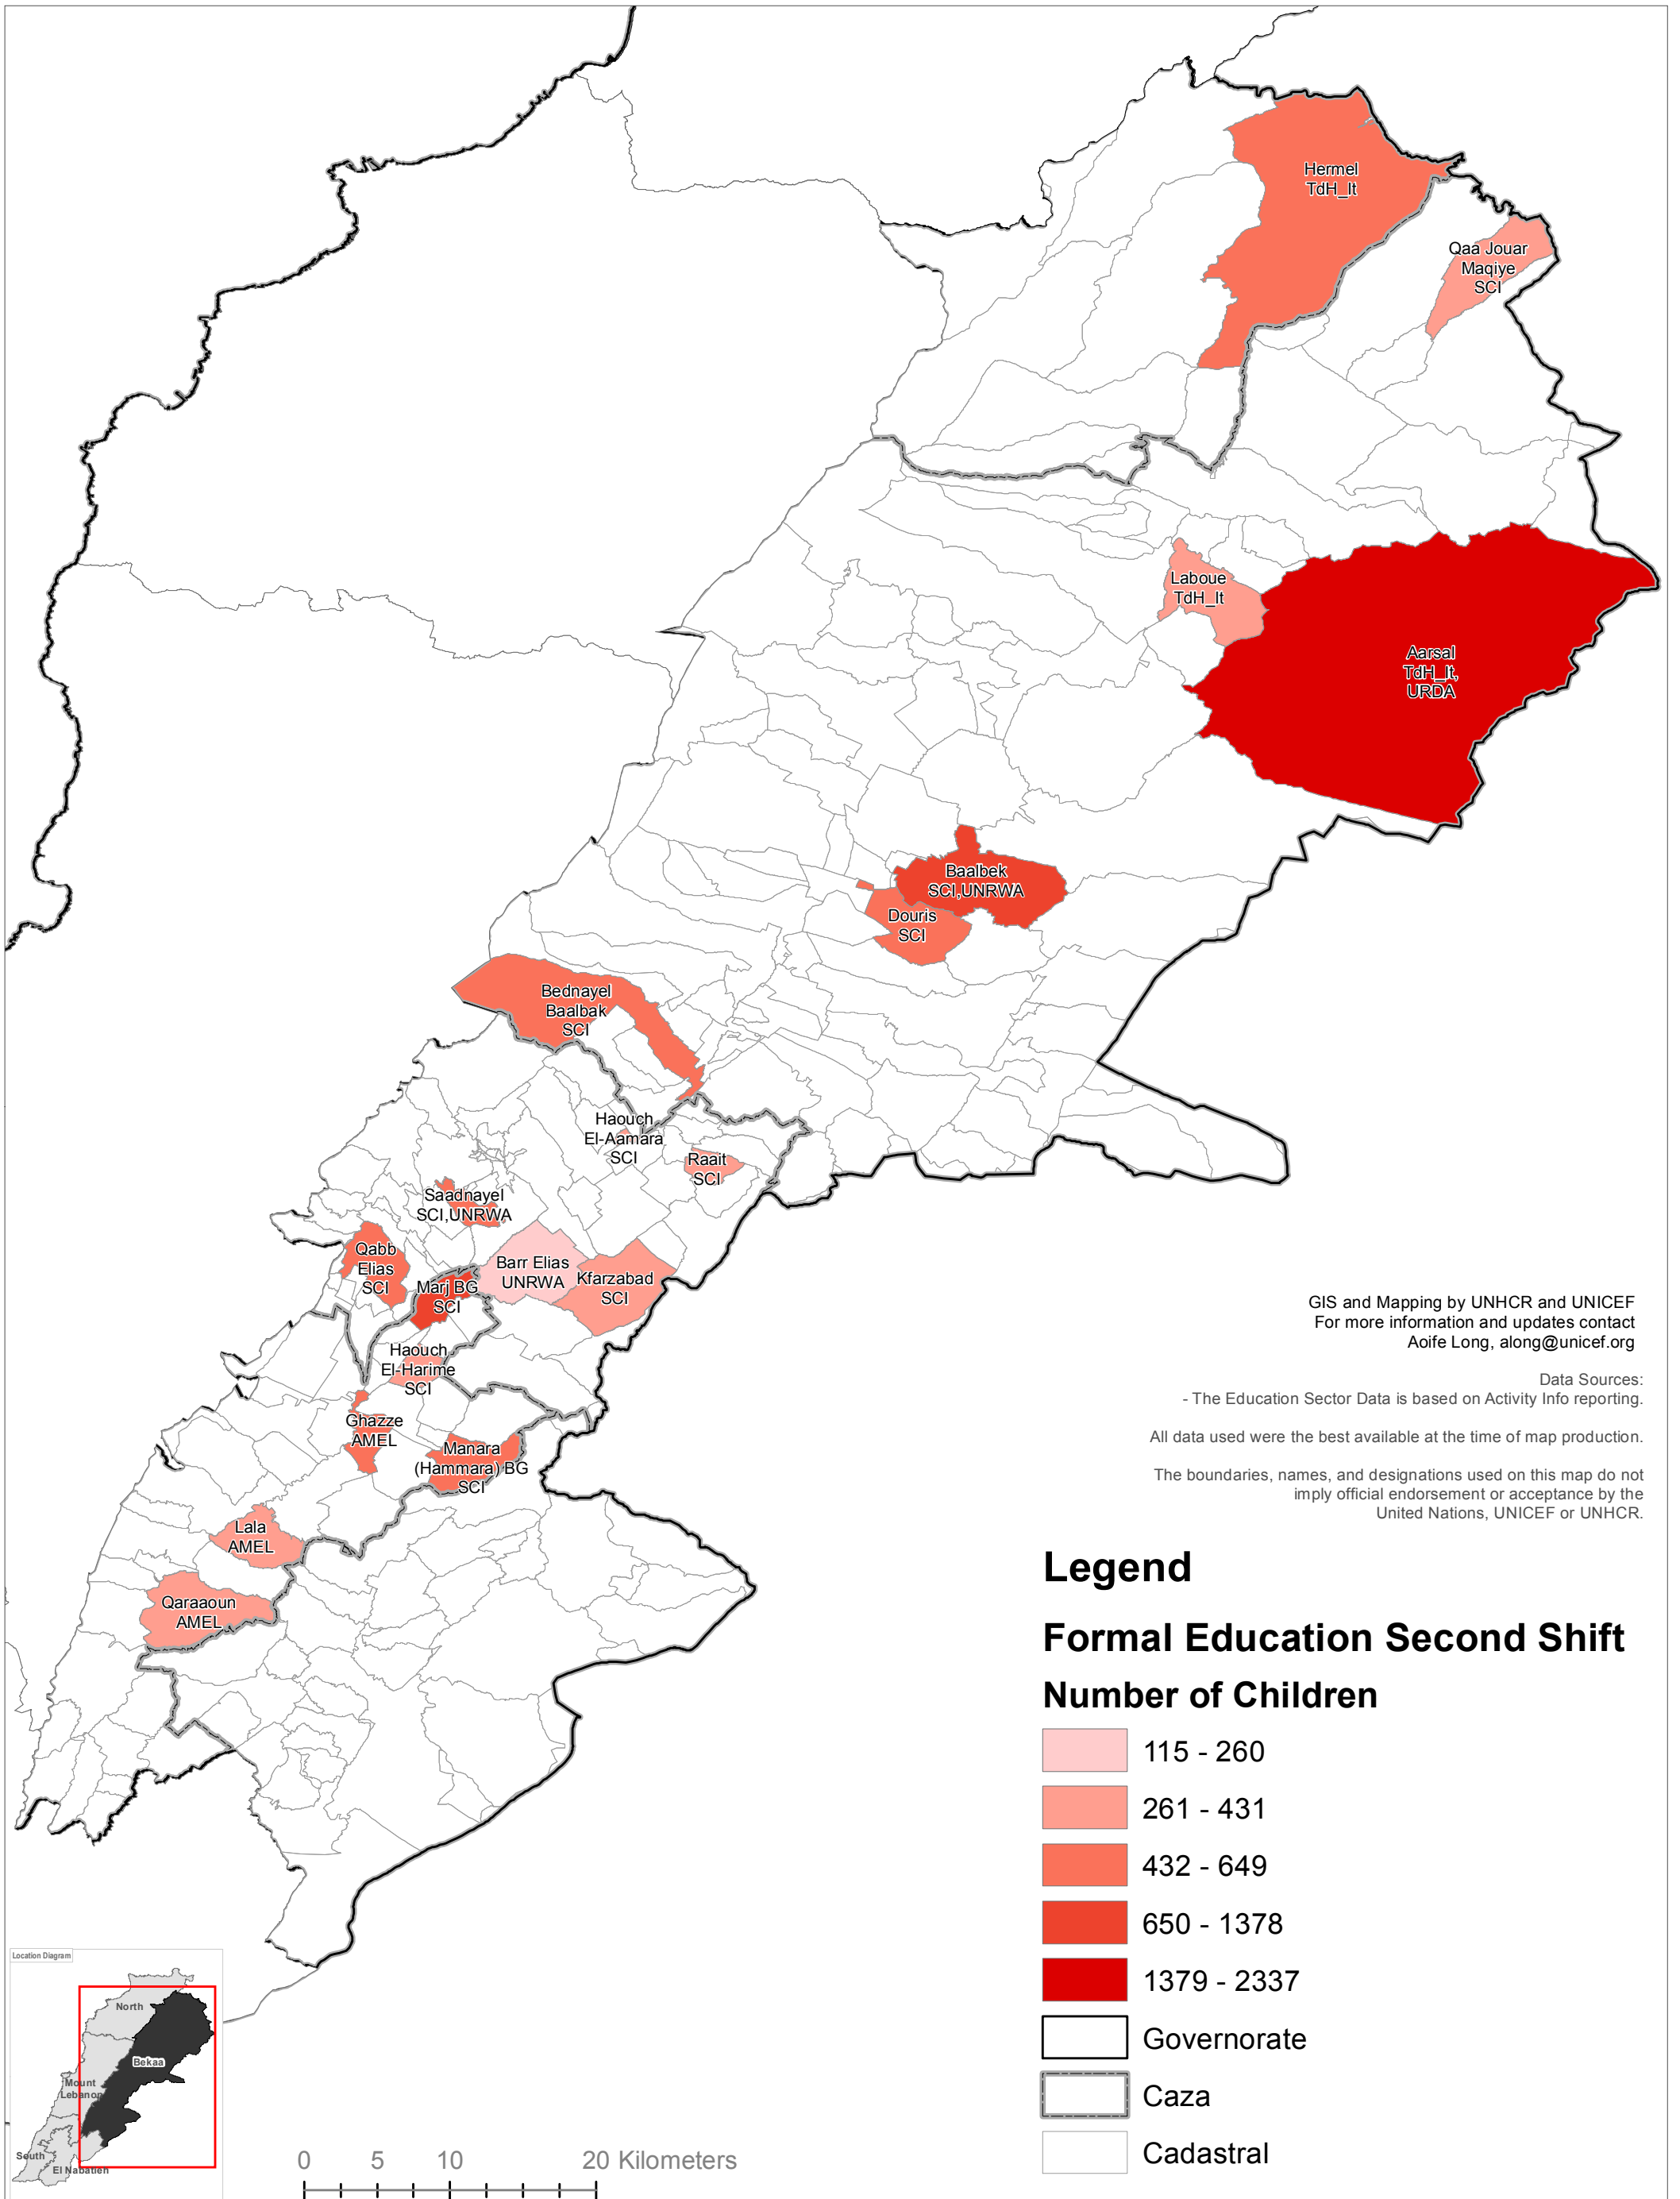 Hermel
TdH_It
Qaa Jouar
Maqiye
SCI
Laboue
TdH_It
Aarsal
TdH_It,
URDA
Baalbek
SCI,UNRWA
Douris
SCI
Bednayel
Baalbak
SCI
Haouch
El-Aamara
SCI
Raait
SCI
Saadnayel
SCI,UNRWA
Qabb
Elias
SCI
Barr Elias
UNRWA
Kfarzabad
SCI
Marj BG
SCI
Haouch
El-Harime
SCI
Ghazze
AMEL
Manara
(Hammara) BG
SCI
Lala
AMEL
Qaraaoun
AMEL
GIS and Mapping by UNHCR and UNICEF
For more information and updates contact
Aoife Long, along@unicef.org
Data Sources:
- The Education Sector Data is based on Activity Info reporting.
All data used were the best available at the time of map production.
The boundaries, names, and designations used on this map do not
imply official endorsement or acceptance by the
United Nations, UNICEF or UNHCR.
Legend
Formal Education Second Shift
Number of Children
115 - 260
261 - 431
432 - 649
650 - 1378
1379 - 2337
Governorate
Caza
Cadastral
Location Diagram
North
Bekaa
Mount
Lebanon
South
El Nabatieh
0 5 10 20 Kilometers